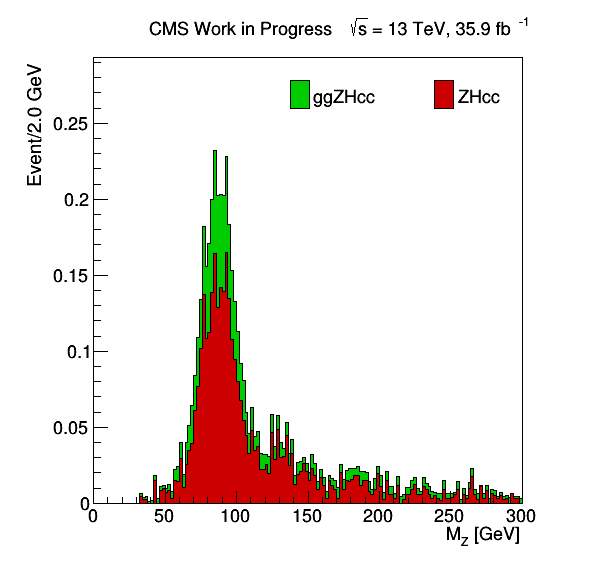 CMS Work in Progress √s = 13 TeV, 35.9 fb -1
Event/2.0 GeV
ggZHcc ZHcc
0.25
0.2
0.15
0.1
0.05
0
0 50 100 150 200 250 300
MZ [GeV]